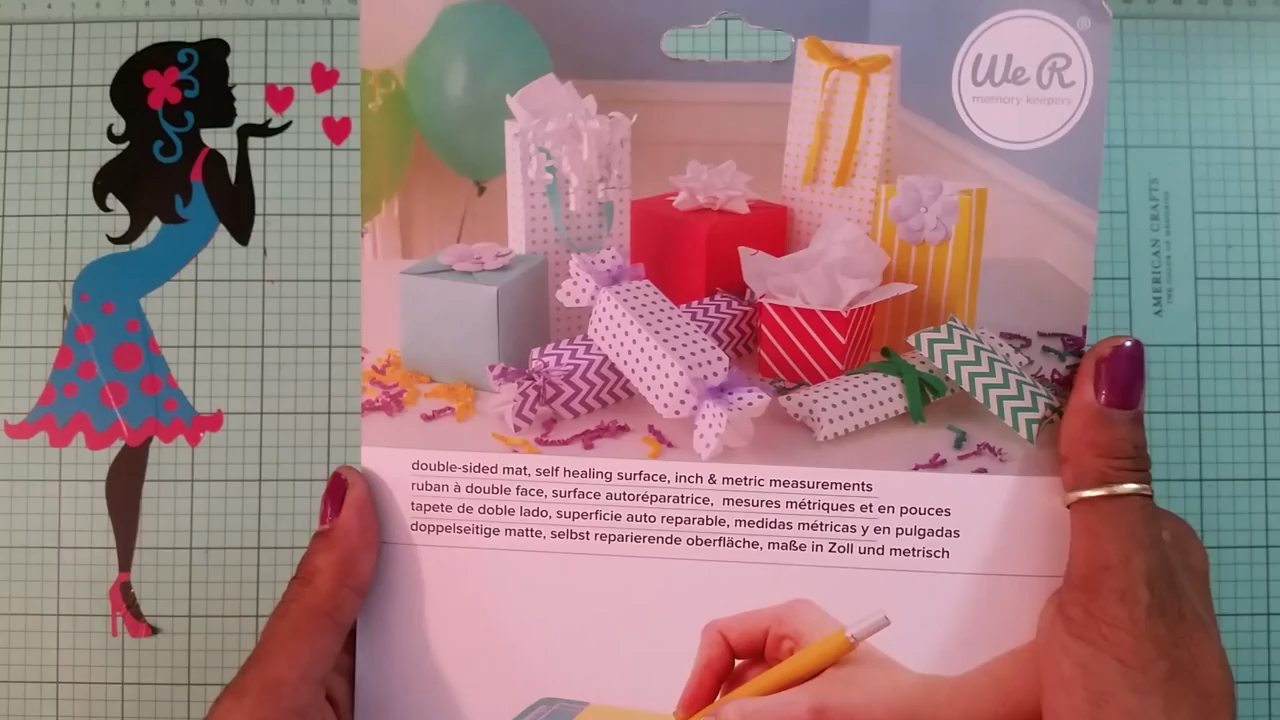 We R
memory keepers
®
AMERICAN CRAFTS
double-sided mat, self healing surface, inch & metric measurements
ruban à double face, surface autoréparatrice, mesures métriques et en pouces
tapete de doble lado, superficie auto reparable, medidas métricas y en pulgadas
doppelseitige matte, selbst reparierende oberfläche, maße in Zoll und metrisch